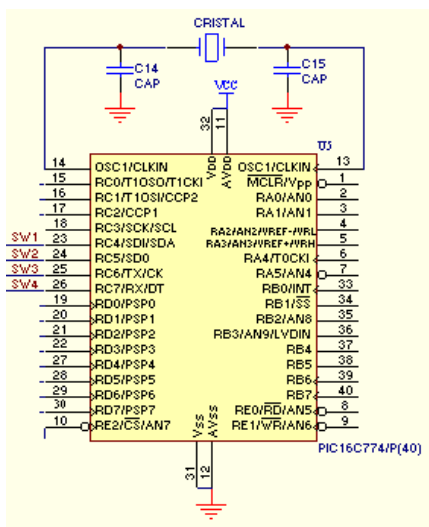 CRISTAL
C14
CAP
C15
CAP
VCC
32
11
U5
14 OSC1/CLKIN
VDD
AVDD
OSC1/CLKIN 13
15 RC0/T1OSO/T1CKI
MCLR/Vpp 1
16 RC1/T1OSI/CCP2
RA0/AN0 2
17 RC2/CCP1
RA1/AN1 3
18 RC3/SCK/SCL
RA2/AN2/VREF-/VRL 4
SW1 23 RC4/SDI/SDA
RA3/AN3/VREF+/VRH 5
SW2 24 RC5/SDO
RA4/T0CKI 6
SW3 25 RC6/TX/CK
RA5/AN4 7
SW4 26 RC7/RX/DT
RB0/INT 33
19 RD0/PSP0
RB1/SS 34
20 RD1/PSP1
RB2/AN8 35
21 RD2/PSP2
RB3/AN9/LVDIN 36
22 RD3/PSP3
RB4 37
27 RD4/PSP4
RB5 38
28 RD5/PSP5
RB6 39
29 RD6/PSP6
RB7 40
30 RD7/PSP7
RE0/RD/AN5 8
10 RE2/CS/AN7
RE1/WR/AN6 9
VSS
AVSS
PIC16C774/P(40)
31
12